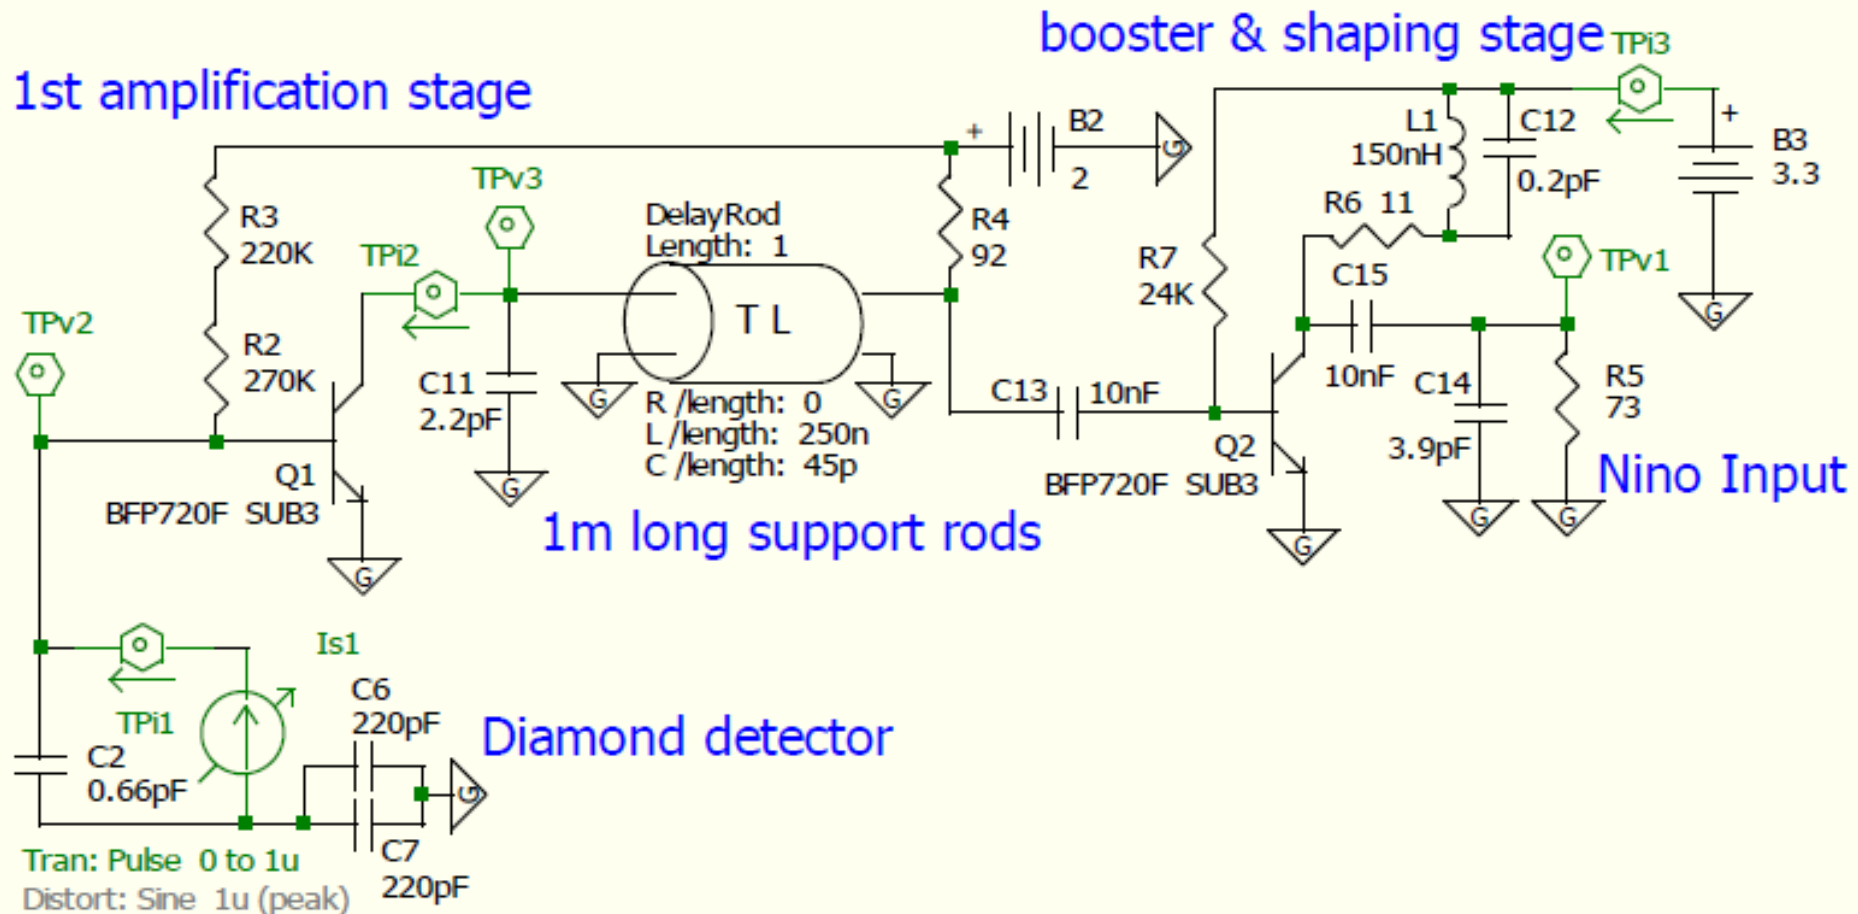 booster & shaping stage
TPi3
1st amplification stage
+
B2
2
G
L1
150nH
C12
0.2pF
+
B3
3.3
G
R3
220K
TPv3
DelayRod
Length: 1
R4
92
R6 11
TPi2
T L
R7
24K
C15
10nF
TPv1
TPv2
R2
270K
C11
2.2pF
G
G
G
R /length: 0
L /length: 250n
C /length: 45p
C13
10nF
C14
3.9pF
R5
73
Q1
BFP720F SUB3
Q2
BFP720F SUB3
Nino Input
G
G
G
G
1m long support rods
Is1
TPi1
C2
0.66pF
C6
220pF
Diamond detector
G
C7
220pF
Tran: Pulse 0 to 1u
Distort: Sine 1u (peak)